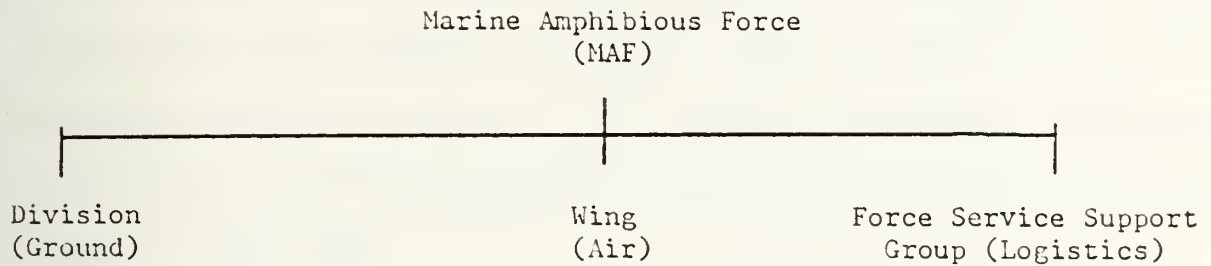 Marine Amphibious Force
(MAF)
Division
(Ground)
Wing
(Air)
Force Service Support
Group (Logistics)